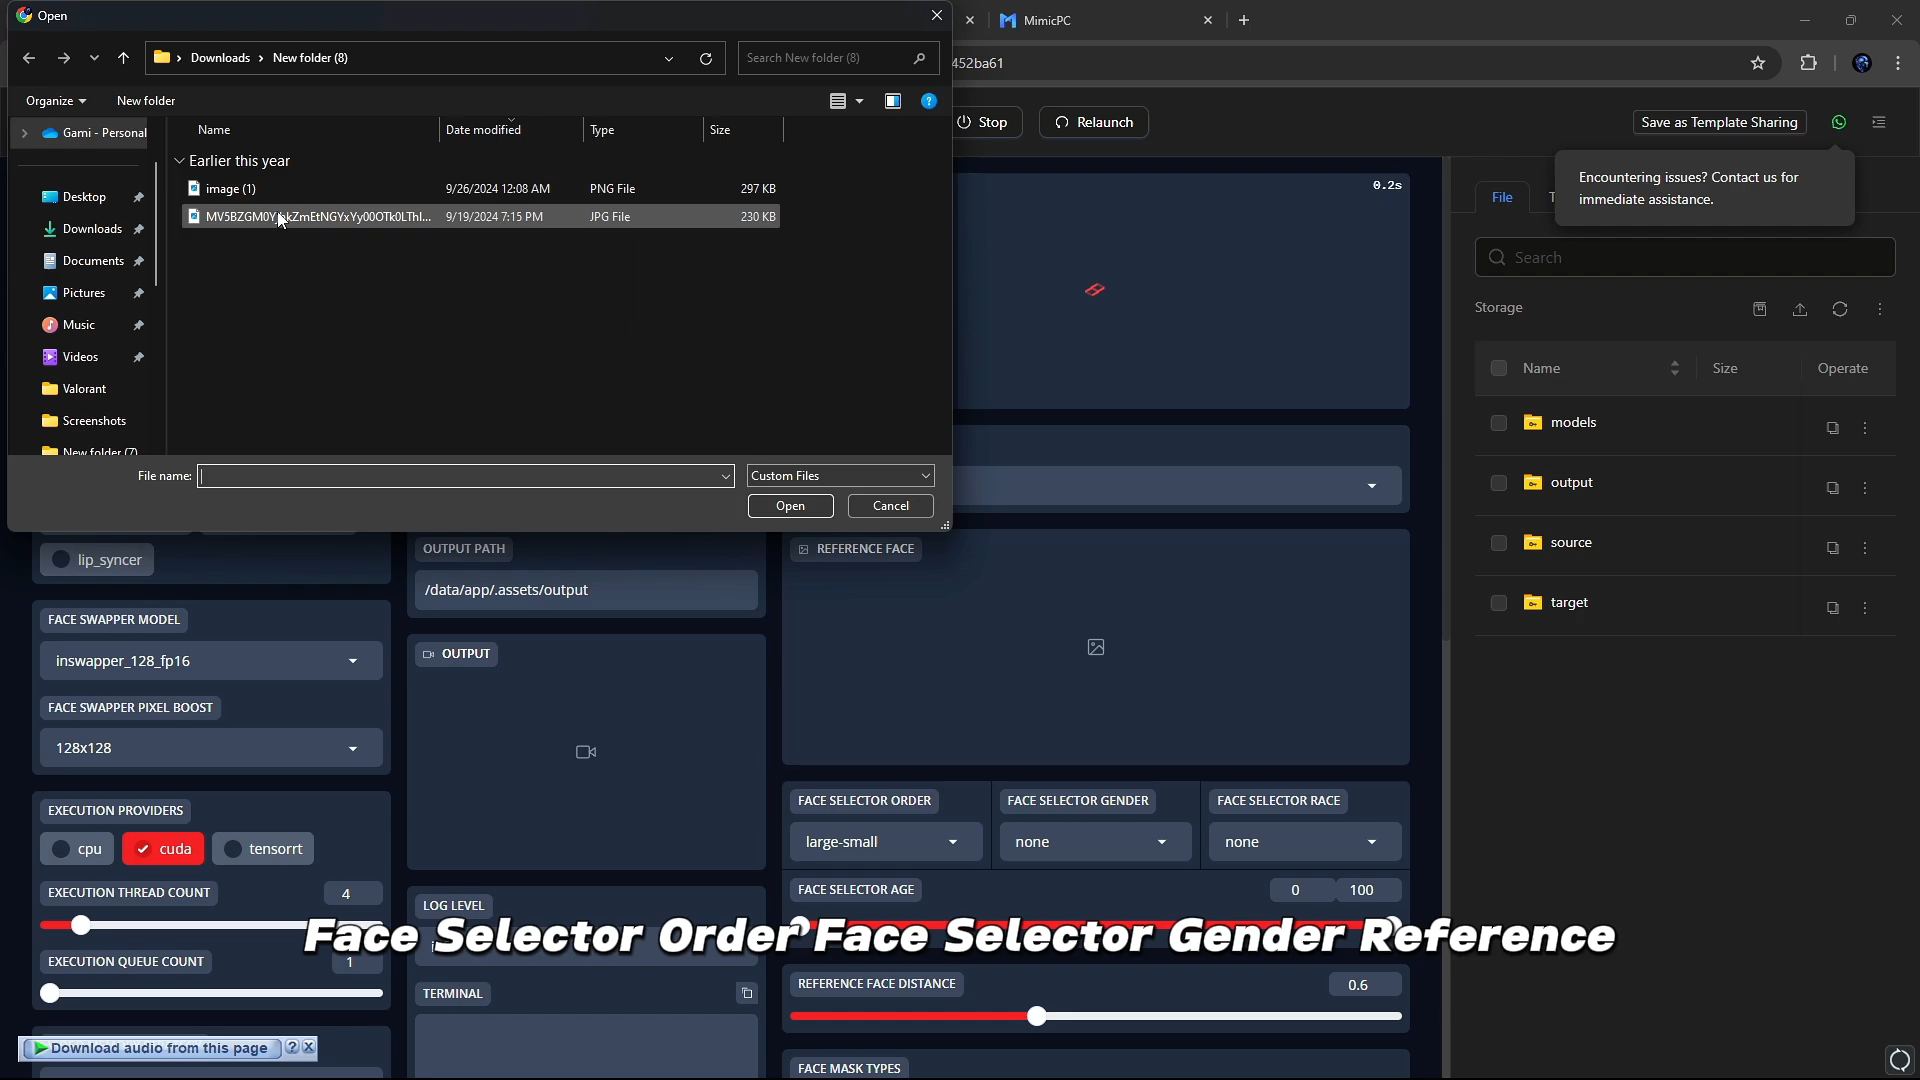 Open
MimicPC
Downloads > New folder (8)
Search New folder (8)
452ba61
Organize
New folder
Stop
Relaunch
Save as Template Sharing
Gami - Personal
Name
Date modified
Type
Size
Encountering issues? Contact us for
immediate assistance.
Earlier this year
image (1)
9/26/2024 12:08 AM
PNG File
297 KB
9/19/2024 7:15 PM
JPG File
230 KB
Desktop
Downloads
Documents
Pictures
Music
Videos
Valorant
Screenshots
New folder (7)
File name:
Custom Files
Open
Cancel
0.2s
File
Search
Storage
Name
Size
Operate
models
output
source
target
lip_syncer
FACE SWAPPER MODEL
inswapper_128_fp16
FACE SWAPPER PIXEL BOOST
128x128
EXECUTION PROVIDERS
cpu
cuda
tensorrt
EXECUTION THREAD COUNT
4
EXECUTION QUEUE COUNT
1
OUTPUT PATH
/data/app/.assets/output
OUTPUT
LOG LEVEL
TERMINAL
REFERENCE FACE
FACE SELECTOR ORDER
large-small
FACE SELECTOR GENDER
none
FACE SELECTOR RACE
none
FACE SELECTOR AGE
0
100
Face Selector Order Face Selector Gender Reference
REFERENCE FACE DISTANCE
0.6
FACE MASK TYPES
Download audio from this page